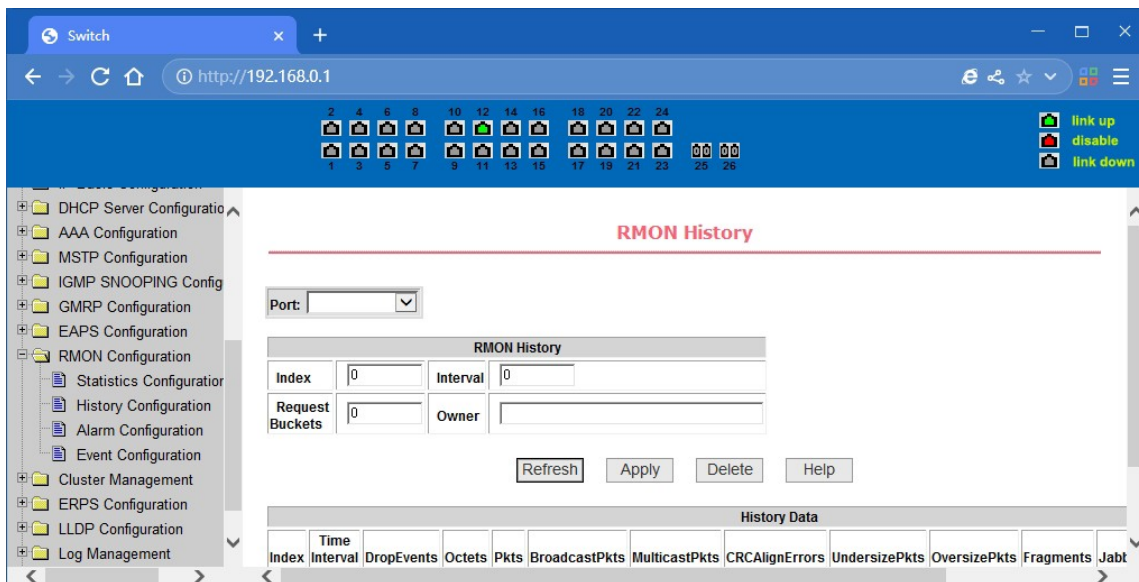 Switch
http://192.168.0.1
2 4 6 8 10 12 14 16 18 20 22 24
1 3 5 7 9 11 13 15 17 19 21 23 25 26
link up
disable
link down
DHCP Server Configuratio
AAA Configuration
MSTP Configuration
IGMP SNOOPING Config
GMRP Configuration
EAPS Configuration
RMON Configuration
Statistics Configuration
History Configuration
Alarm Configuration
Event Configuration
Cluster Management
ERPS Configuration
LLDP Configuration
Log Management
RMON History
Port:
RMON History
Index 0 Interval 0
Request Buckets 0 Owner
Refresh Apply Delete Help
History Data
Index Time Interval DropEvents Octets Pkts BroadcastPkts MulticastPkts CRCAlignErrors UndersizePkts OversizePkts Fragments Jabb